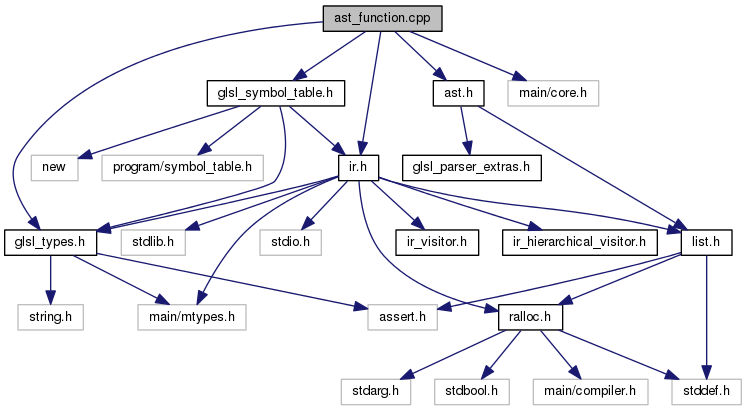 ast_function.cpp
glsl_symbol_table.h
ast.h
main/core.h
new
program/symbol_table.h
ir.h
glsl_parser_extras.h
glsl_types.h
stdlib.h
stdio.h
ir_visitor.h
ir_hierarchical_visitor.h
list.h
string.h
main/mtypes.h
assert.h
ralloc.h
stdarg.h
stdbool.h
main/compiler.h
stddef.h